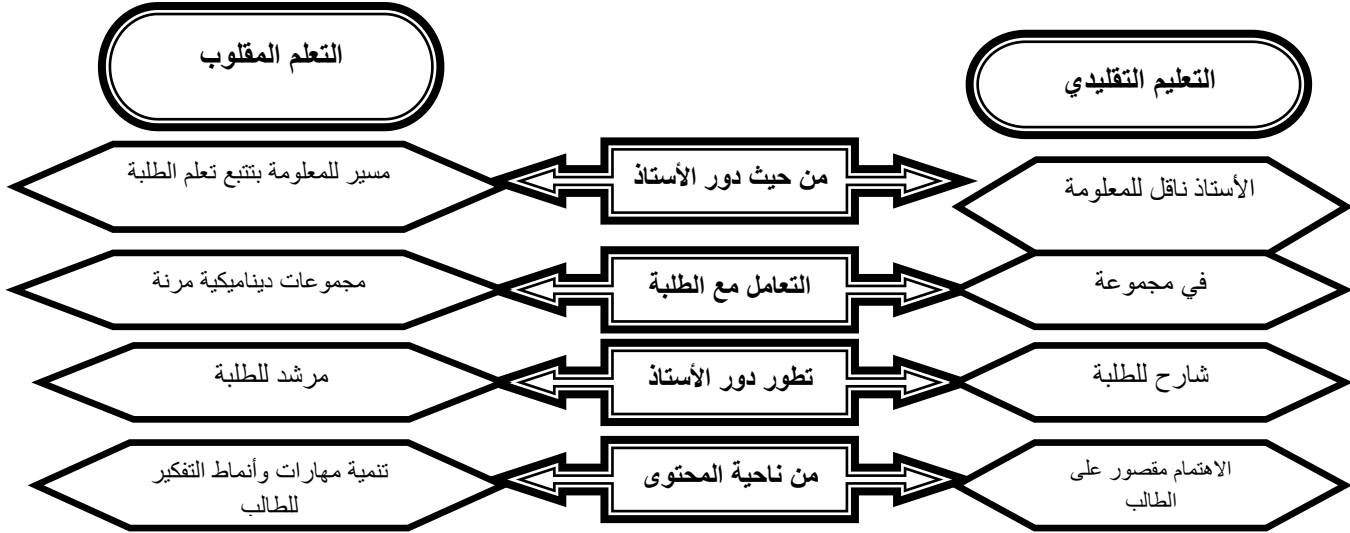 التعليم التقليدي
التعلم المقلوب
الأستاذ ناقل للمعلومة
من حيث دور الأستاذ
مسير للمعلومة بتتبع تعلم الطلبة
في مجموعة
التعامل مع الطلبة
مجموعات ديناميكية مرنة
شارح للطلبة
تطور دور الأستاذ
مرشد للطلبة
الاهتمام مقصور على
الطالب
من ناحية المحتوى
تنمية مهارات وأنماط التفكير
للطالب